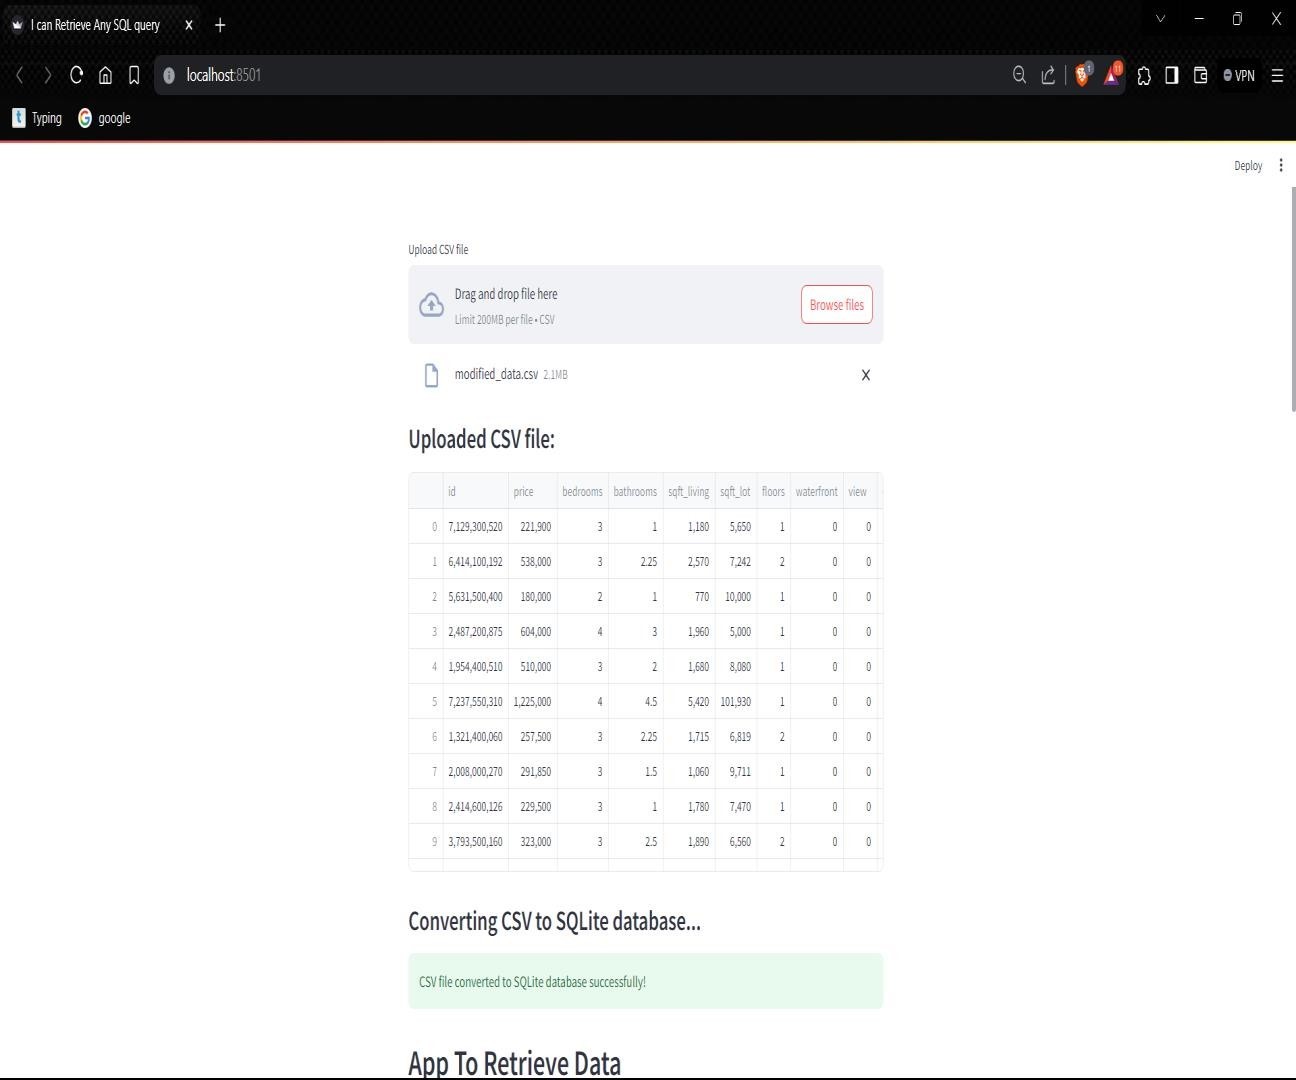 I can Retrieve Any SQL query
localhost:8501
1
11
VPN
Typing
google
Deploy
Upload CSV file
Drag and drop file here
Limit 200MB per file • CSV
Browse files
modified_data.csv 2.1MB
Uploaded CSV file:
id price bedrooms bathrooms sqft_living sqft_lot floors waterfront view
0 7,129,300,520 221,900 3 1 1,180 5,650 1 0 0
1 6,414,100,192 538,000 3 2.25 2,570 7,242 2 0 0
2 5,631,500,400 180,000 2 1 770 10,000 1 0 0
3 2,487,200,875 604,000 4 3 1,960 5,000 1 0 0
4 1,954,400,510 510,000 3 2 1,680 8,080 1 0 0
5 7,237,550,310 1,225,000 4 4.5 5,420 101,930 1 0 0
6 1,321,400,060 257,500 3 2.25 1,715 6,819 2 0 0
7 2,008,000,270 291,850 3 1.5 1,060 9,711 1 0 0
8 2,414,600,126 229,500 3 1 1,780 7,470 1 0 0
9 3,793,500,160 323,000 3 2.5 1,890 6,560 2 0 0
Converting CSV to SQLite database...
CSV file converted to SQLite database successfully!
App To Retrieve Data